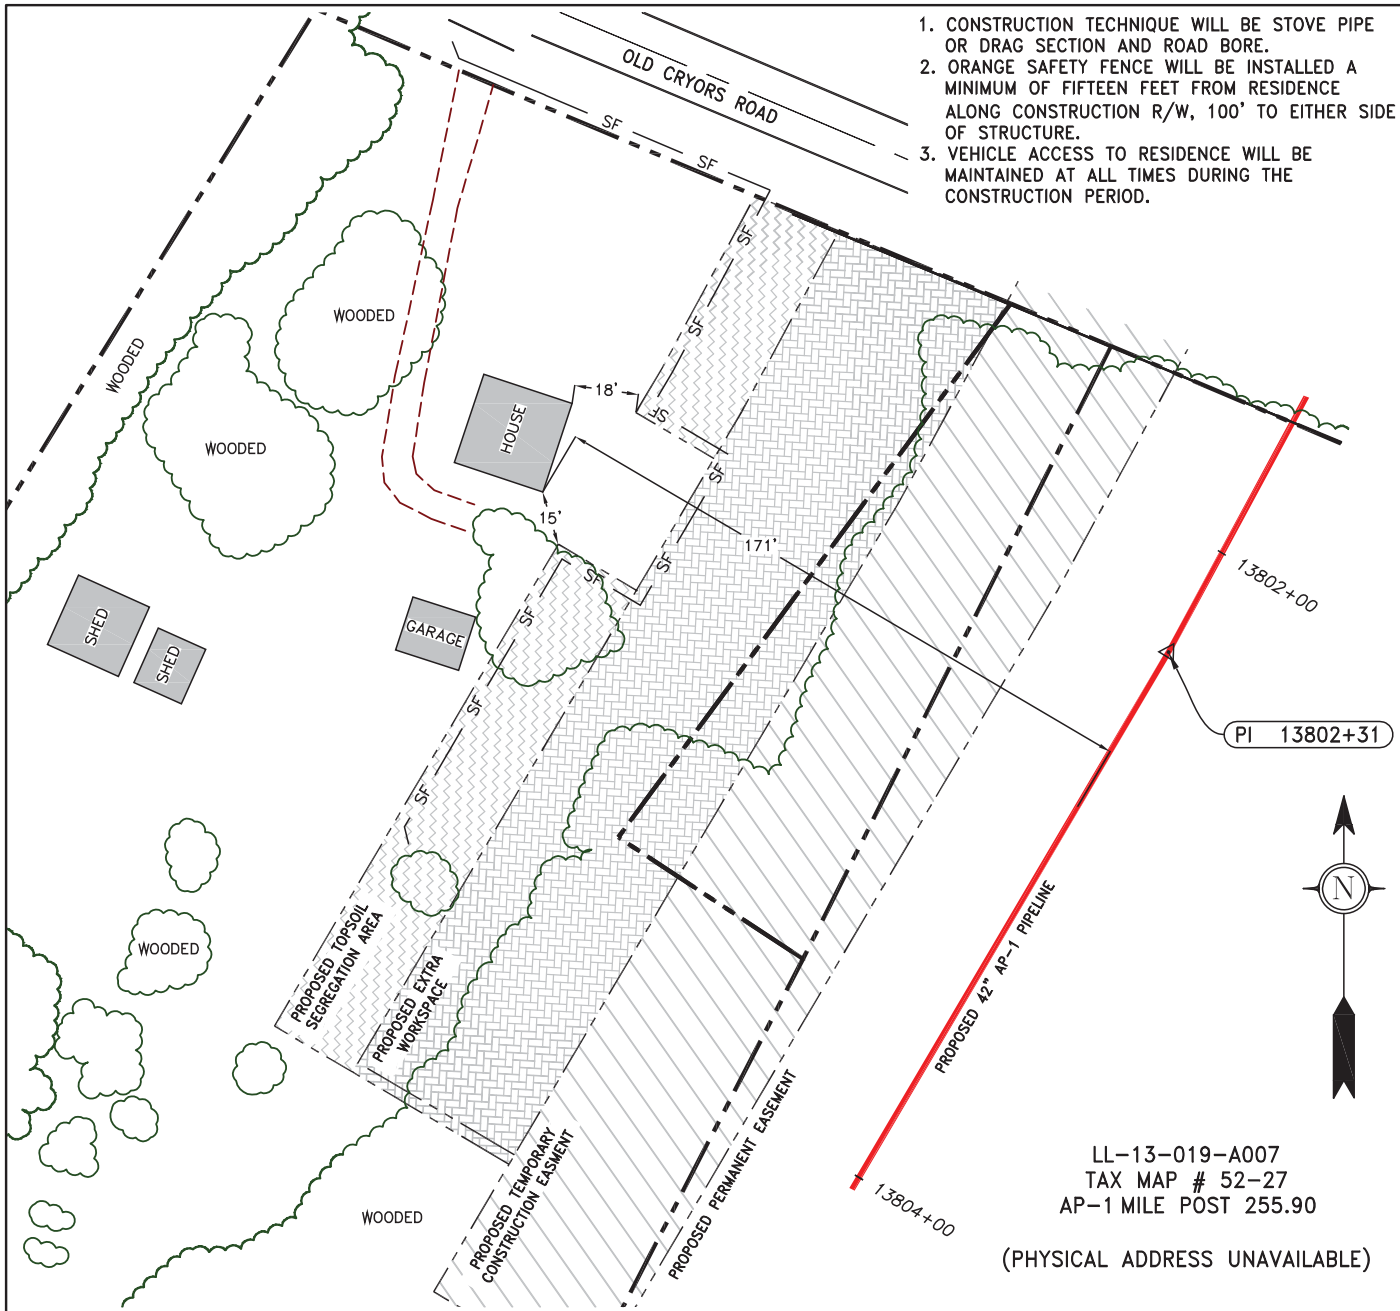 1. CONSTRUCTION TECHNIQUE WILL BE STOVE PIPE
OR DRAG SECTION AND ROAD BORE.
2. ORANGE SAFETY FENCE WILL BE INSTALLED A
MINIMUM OF FIFTEEN FEET FROM RESIDENCE
ALONG CONSTRUCTION R/W, 100' TO EITHER SIDE
OF STRUCTURE.
3. VEHICLE ACCESS TO RESIDENCE WILL BE
MAINTAINED AT ALL TIMES DURING THE
CONSTRUCTION PERIOD.
OLD CRYORS ROAD
SF
SF
SF
SF
SF
SF
SF
SF
SF
SF
SF
WOODED
WOODED
WOODED
HOUSE
18'
15'
171'
SHED
SHED
GARAGE
13802+00
PI 13802+31
N
WOODED
PROPOSED TOPSOIL
SEGREGATION AREA
PROPOSED EXTRA
WORKSPACE
PROPOSED TEMPORARY
CONSTRUCTION EASMENT
PROPOSED PERMANENT EASEMENT
PROPOSED 42" AP-1 PIPELINE
13804+00
WOODED
LL-13-019-A007
TAX MAP # 52-27
AP-1 MILE POST 255.90
(PHYSICAL ADDRESS UNAVAILABLE)